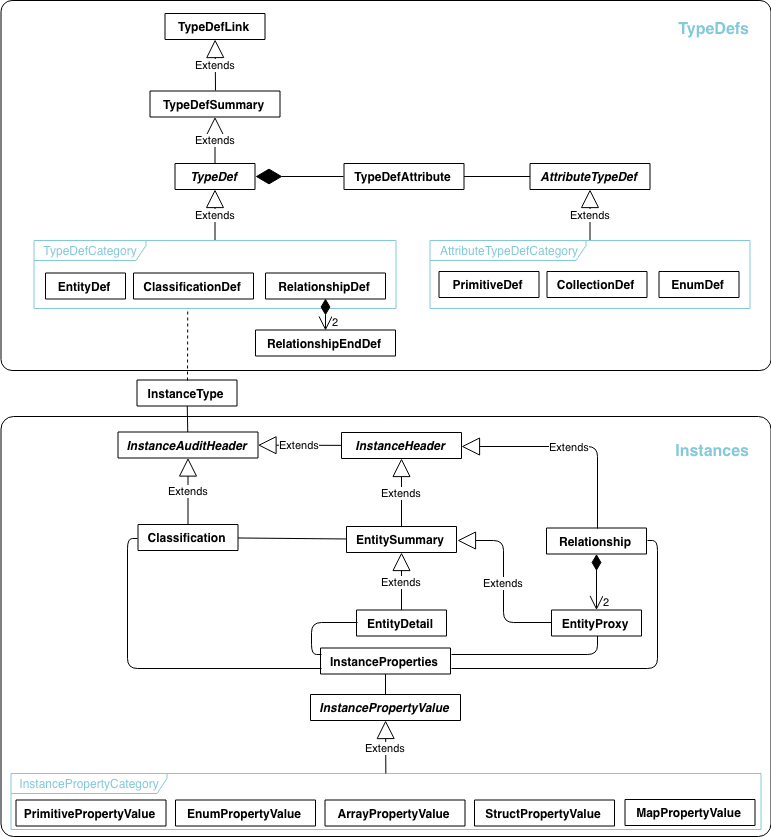 TypeDefLink
TypeDefs
Extends
TypeDefSummary
Extends
TypeDef
TypeDefAttribute
AttributeTypeDef
Extends
Extends
TypeDefCategory
AttributeTypeDefCategory
EntityDef
ClassificationDef
RelationshipDef
PrimitiveDef
CollectionDef
EnumDef
2
RelationshipEndDef
InstanceType
InstanceAuditHeader
Extends
InstanceHeader
Extends
Instances
Extends
Extends
Classification
EntitySummary
Relationship
Extends
Extends
2
EntityDetail
EntityProxy
InstanceProperties
InstancePropertyValue
Extends
InstancePropertyCategory
PrimitivePropertyValue
EnumPropertyValue
ArrayPropertyValue
StructPropertyValue
MapPropertyValue